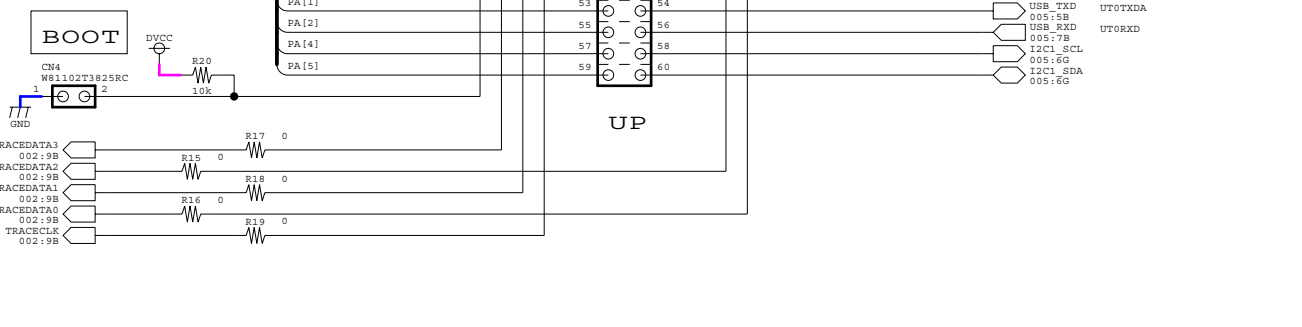 PA[1] 53 54 USB_TXD UT0TXDA
005:5B
PA[2] 55 56 USB_RXD UT0RXD
005:7B
BOOT
DVCC
PA[4] 57 58 I2C1_SCL
005:6G
R20
CN4
W81102T3825RC
PA[5] 59 60 I2C1_SDA
005:6G
1 2 10k
GND
UP
RACEDATA3 R17 0
002:9B
RACEDATA2 R15 0
002:9B
RACEDATA1 R18 0
002:9B
RACEDATA0 R16 0
002:9B
TRACECLK R19 0
002:9B